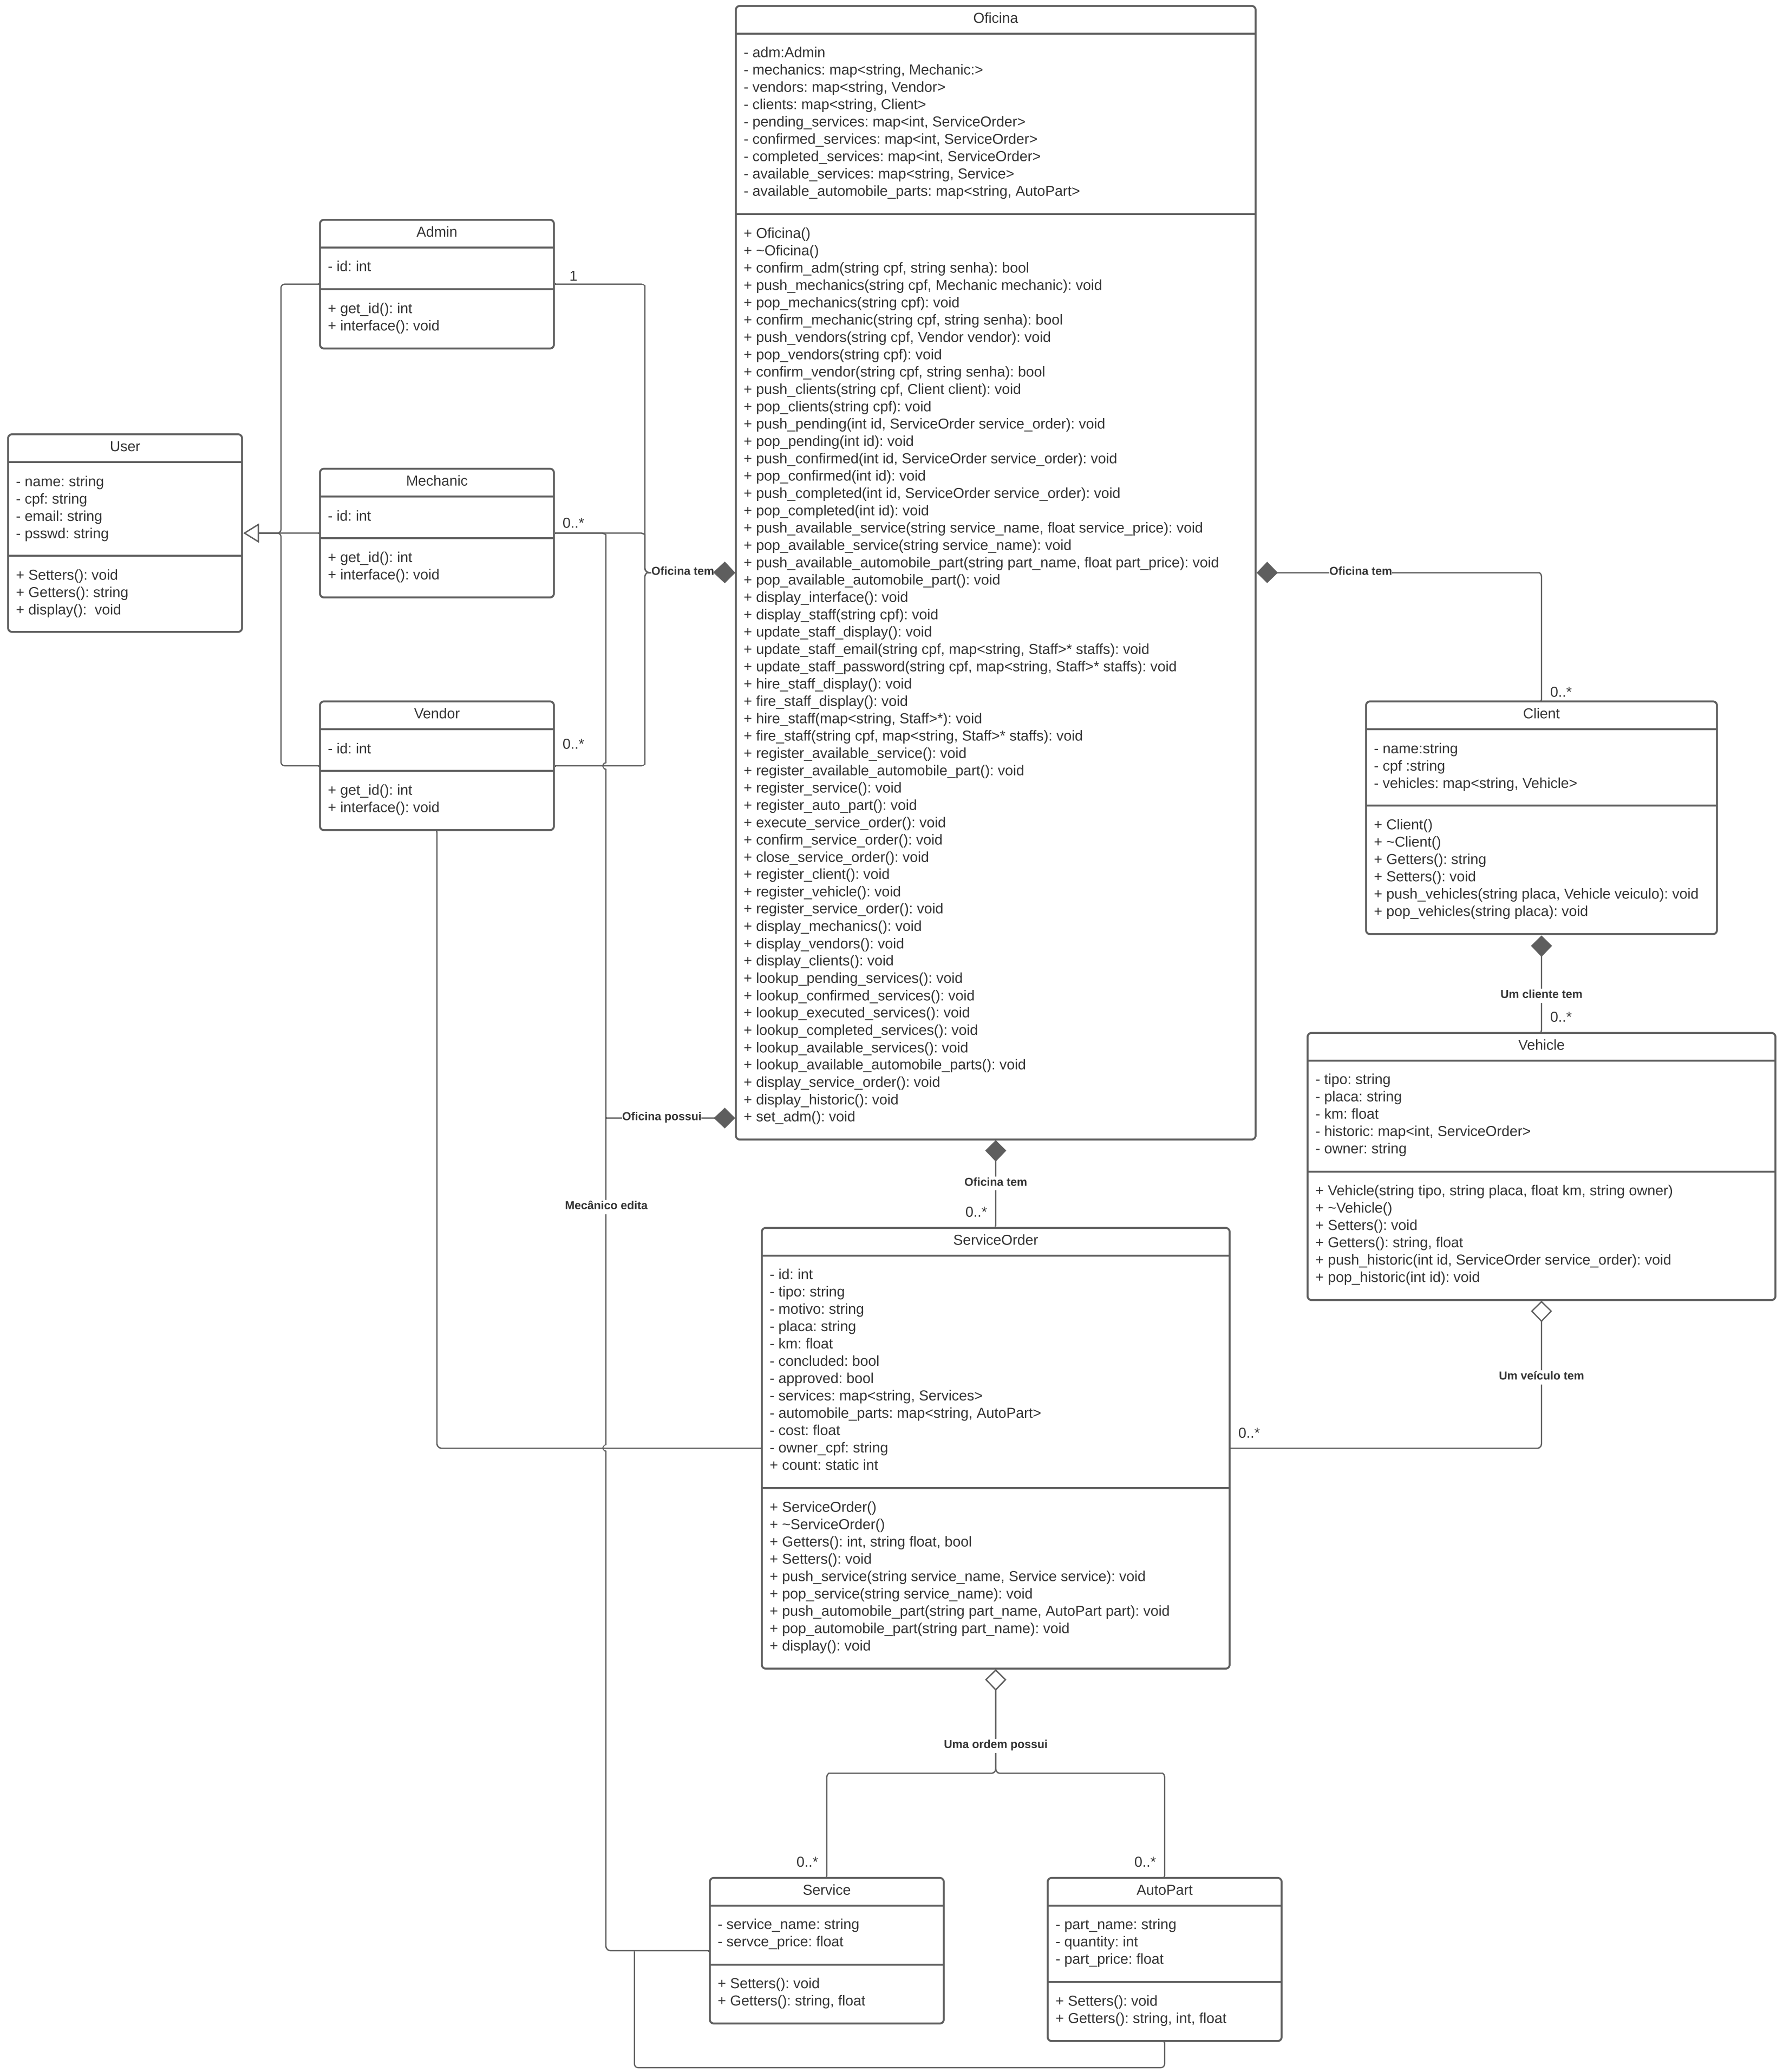 Oficina
- adm:Admin
- mechanics: map<string, Mechanic:>
- vendors: map<string, Vendor>
- clients: map<string, Client>
- pending_services: map<int, ServiceOrder>
- confirmed_services: map<int, ServiceOrder>
- completed_services: map<int, ServiceOrder>
- available_services: map<string, Service>
- available_automobile_parts: map<string, AutoPart>
+ Oficina()
+ ~Oficina()
+ confirm_adm(string cpf, string senha): bool
+ push_mechanics(string cpf, Mechanic mechanic): void
+ pop_mechanics(string cpf): void
+ confirm_mechanic(string cpf, string senha): bool
+ push_vendors(string cpf, Vendor vendor): void
+ pop_vendors(string cpf): void
+ confirm_vendor(string cpf, string senha): bool
+ push_clients(string cpf, Client client): void
+ pop_clients(string cpf): void
+ push_pending(int id, ServiceOrder service_order): void
+ pop_pending(int id): void
+ push_confirmed(int id, ServiceOrder service_order): void
+ pop_confirmed(int id): void
+ push_completed(int id, ServiceOrder service_order): void
+ pop_completed(int id): void
+ push_available_service(string service_name, float service_price): void
+ pop_available_service(string service_name): void
+ push_available_automobile_part(string part_name, float part_price): void
+ pop_available_automobile_part(): void
+ display_interface(): void
+ display_staff(string cpf): void
+ update_staff_display(): void
+ update_staff_email(string cpf, map<string, Staff>* staffs): void
+ update_staff_password(string cpf, map<string, Staff>* staffs): void
+ hire_staff_display(): void
+ fire_staff_display(): void
+ hire_staff(map<string, Staff>*): void
+ fire_staff(string cpf, map<string, Staff>* staffs): void
+ register_available_service(): void
+ register_available_automobile_part(): void
+ register_service(): void
+ register_auto_part(): void
+ execute_service_order(): void
+ confirm_service_order(): void
+ close_service_order(): void
+ register_client(): void
+ register_vehicle(): void
+ register_service_order(): void
+ display_mechanics(): void
+ display_vendors(): void
+ display_clients(): void
+ lookup_pending_services(): void
+ lookup_confirmed_services(): void
+ lookup_executed_services(): void
+ lookup_completed_services(): void
+ lookup_available_services(): void
+ lookup_available_automobile_parts(): void
+ display_service_order(): void
+ display_historic(): void
+ set_adm(): void
Admin
- id: int
+ get_id(): int
+ interface(): void
1
User
- name: string
- cpf: string
- email: string
- psswd: string
+ Setters(): void
+ Getters(): string
+ display():  void
Mechanic
- id: int
+ get_id(): int
+ interface(): void
0..*
Oficina tem
Vendor
- id: int
+ get_id(): int
+ interface(): void
0..*
Oficina tem
0..*
Client
- name:string
- cpf :string
- vehicles: map<string, Vehicle>
+ Client()
+ ~Client()
+ Getters(): string
+ Setters(): void
+ push_vehicles(string placa, Vehicle veiculo): void
+ pop_vehicles(string placa): void
Um cliente tem
0..*
Vehicle
- tipo: string
- placa: string
- km: float
- historic: map<int, ServiceOrder>
- owner: string
+ Vehicle(string tipo, string placa, float km, string owner)
+ ~Vehicle()
+ Setters(): void
+ Getters(): string, float
+ push_historic(int id, ServiceOrder service_order): void
+ pop_historic(int id): void
Um veículo tem
0..*
Oficina possui
Mecânico edita
Oficina tem
0..*
ServiceOrder
- id: int
- tipo: string
- motivo: string
- placa: string
- km: float
- concluded: bool
- approved: bool
- services: map<string, Services>
- automobile_parts: map<string, AutoPart>
- cost: float
- owner_cpf: string
+ count: static int
+ ServiceOrder()
+ ~ServiceOrder()
+ Getters(): int, string float, bool
+ Setters(): void
+ push_service(string service_name, Service service): void
+ pop_service(string service_name): void
+ push_automobile_part(string part_name, AutoPart part): void
+ pop_automobile_part(string part_name): void
+ display(): void
Uma ordem possui
0..*
0..*
Service
- service_name: string
- servce_price: float
+ Setters(): void
+ Getters(): string, float
AutoPart
- part_name: string
- quantity: int
- part_price: float
+ Setters(): void
+ Getters(): string, int, float